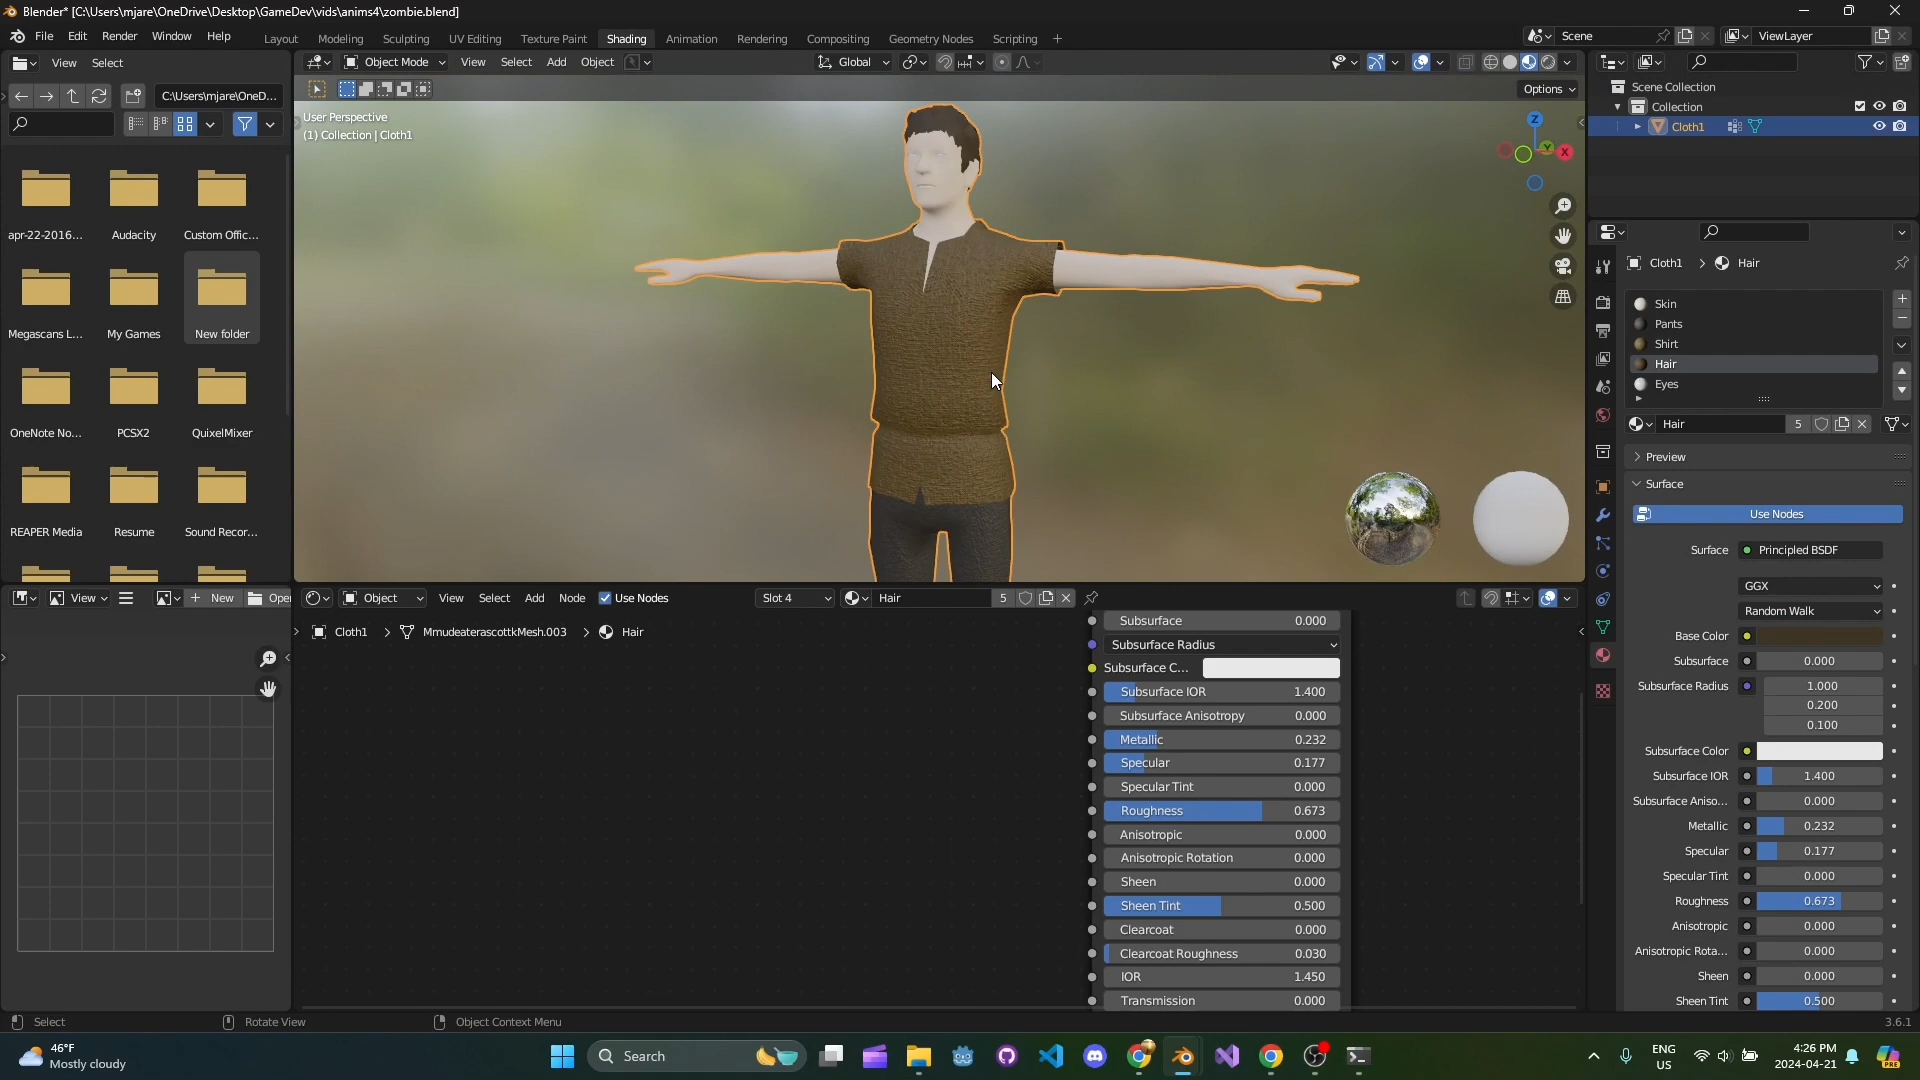 Blender* [C:\Users\mjare\OneDrive\Desktop\GameDev\vids\anims4\zombie.blend]
File Edit Render Window Help
Layout Modeling Sculpting UV Editing Texture Paint Shading Animation Rendering Compositing Geometry Nodes Scripting +
Scene
ViewLayer
View Select
Object Mode View Select Add Object
Global
C:\Users\mjare\OneD...
Options
User Perspective
(1) Collection | Cloth1
Z
Y
X
apr-22-2016... Audacity Custom Offic...
Megascans L... My Games New folder
OneNote No... PCSX2 QuixelMixer
REAPER Media Resume Sound Recor...
Scene Collection
Collection
Cloth1
Cloth1 > Hair
Skin
Pants
Shirt
Hair
Eyes
Hair 5
Preview
Surface
Use Nodes
Surface Principled BSDF
GGX
Random Walk
Base Color
Subsurface 0.000
Subsurface Radius 1.000
0.200
0.100
Subsurface Color
Subsurface IOR 1.400
Subsurface Aniso... 0.000
Metallic 0.232
Specular 0.177
Specular Tint 0.000
Roughness 0.673
Anisotropic 0.000
Anisotropic Rota... 0.000
Sheen 0.000
Sheen Tint 0.500
View + New Open
Object View Select Add Node Use Nodes Slot 4 Hair 5
Cloth1 > MmudeaterascottkMesh.003 > Hair
Subsurface 0.000
Subsurface Radius
Subsurface C...
Subsurface IOR 1.400
Subsurface Anisotropy 0.000
Metallic 0.232
Specular 0.177
Specular Tint 0.000
Roughness 0.673
Anisotropic 0.000
Anisotropic Rotation 0.000
Sheen 0.000
Sheen Tint 0.500
Clearcoat 0.000
Clearcoat Roughness 0.030
IOR 1.450
Transmission 0.000
Select Rotate View Object Context Menu
3.6.1
46°F
Mostly cloudy
Search
ENG
US
4:26 PM
2024-04-21
PRE